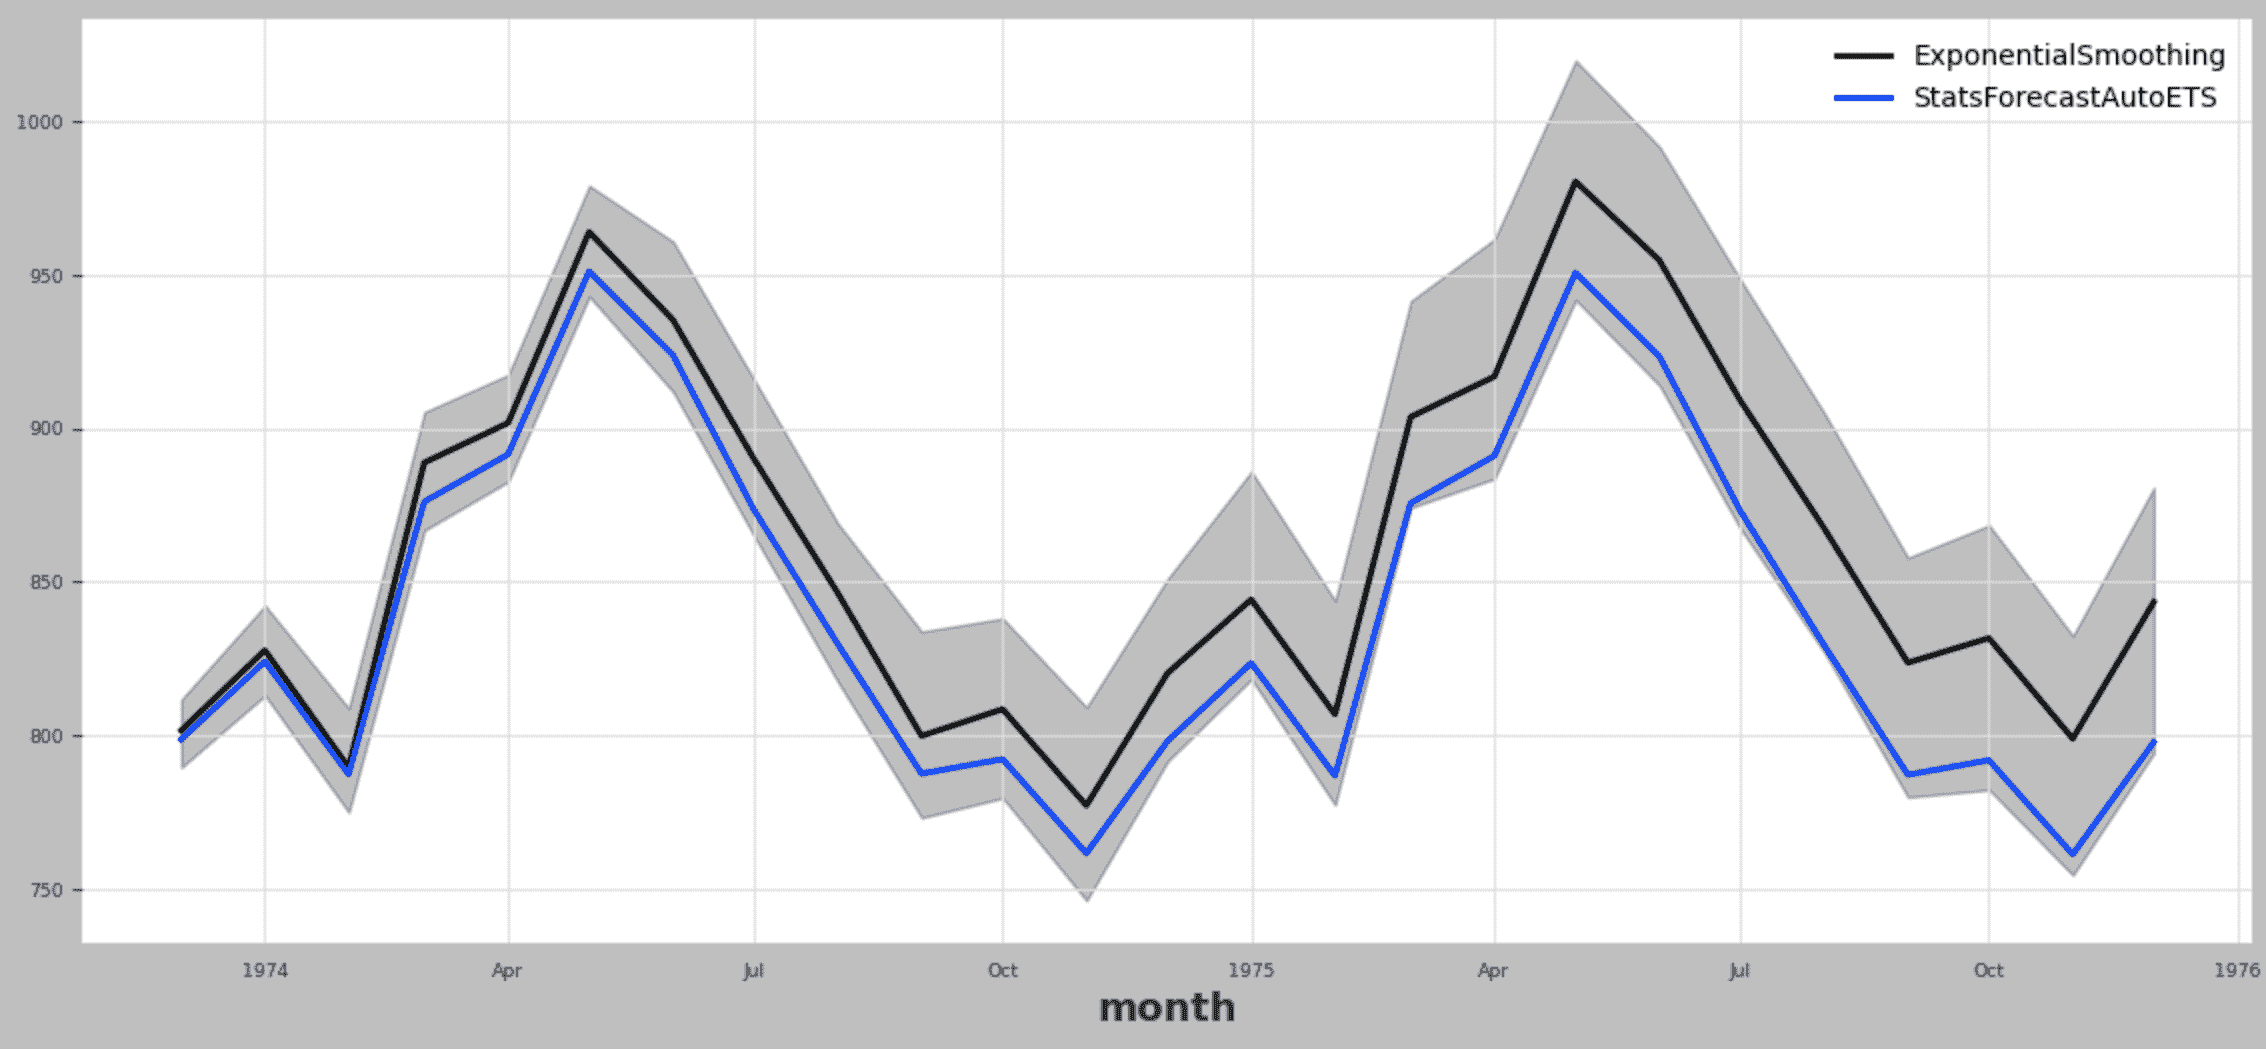 ExponentialSmoothing
StatsForecastAutoETS
1000
950
900
850
800
750
1974 Apr Jul Oct 1975 Apr Jul Oct 1976
month